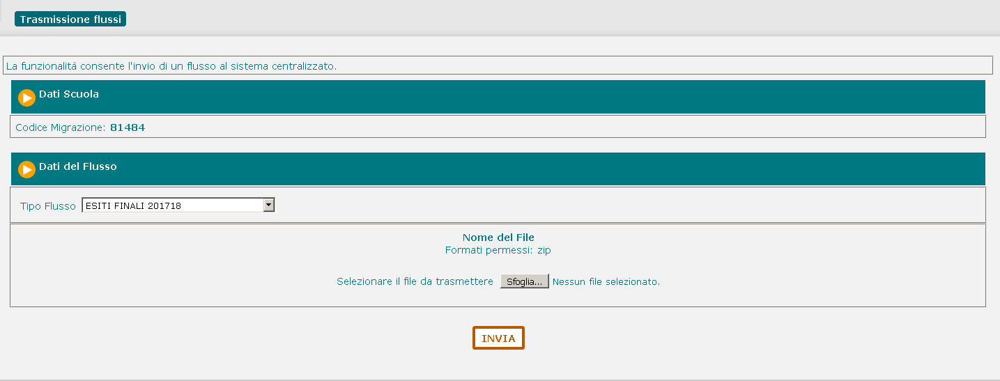 Trasmissione flussi
La funzionalità consente l'invio di un flusso al sistema centralizzato.
Dati Scuola
Codice Migrazione: 81484
Dati del Flusso
Tipo Flusso ESITI FINALI 201718
Nome del File
Formati permessi: zip
Selezionare il file da trasmettere Sfoglia... Nessun file selezionato.
INVIA